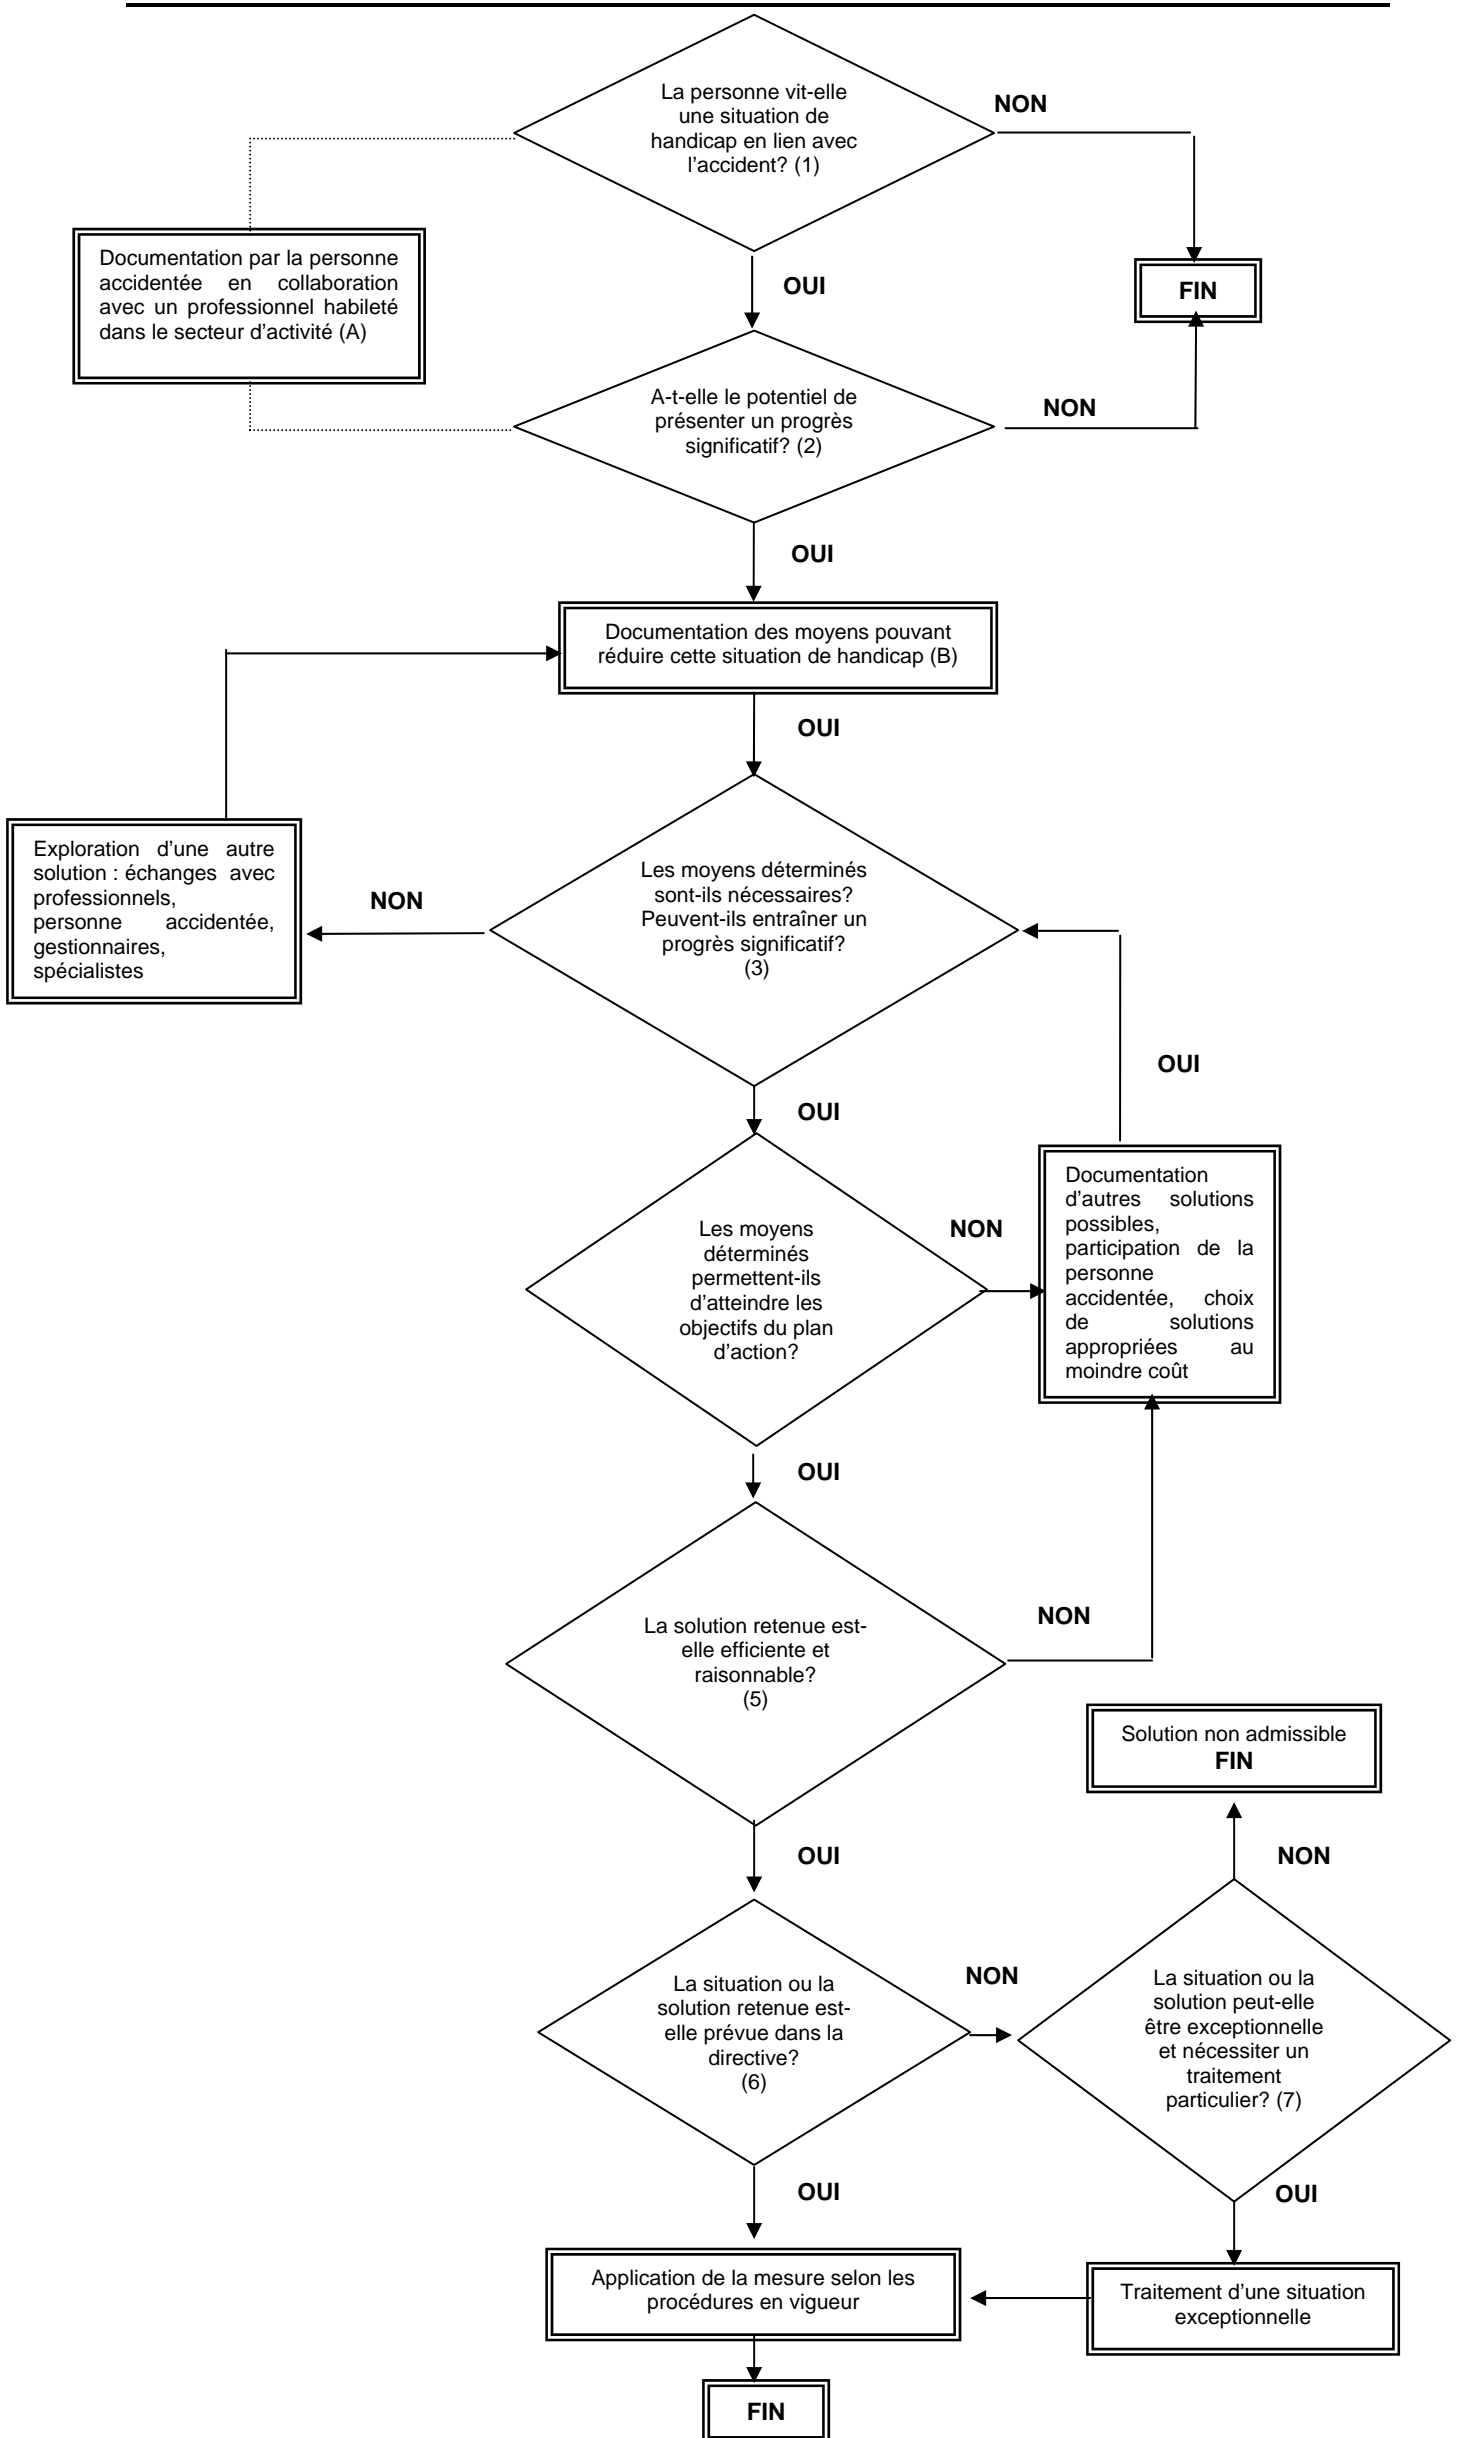 La personne vit-elle
une situation de
handicap en lien avec
l'accident? (1)
NON
Documentation par la personne
accidentée en collaboration
avec un professionnel habileté
dans le secteur d'activité (A)
OUI
FIN
A-t-elle le potentiel de
présenter un progrès
significatif? (2)
NON
OUI
Documentation des moyens pouvant
réduire cette situation de handicap (B)
OUI
Exploration d'une autre
solution : échanges avec
professionnels,
personne accidentée,
gestionnaires,
spécialistes
NON
Les moyens déterminés
sont-ils nécessaires?
Peuvent-ils entraîner un
progrès significatif?
(3)
OUI
OUI
Les moyens
déterminés
permettent-ils
d'atteindre les
objectifs du plan
d'action?
NON
Documentation
d'autres solutions
possibles,
participation de la
personne
accidentée, choix
de solutions
appropriées au
moindre coût
OUI
La solution retenue est-
elle efficiente et
raisonnable?
(5)
NON
Solution non admissible
FIN
OUI
NON
La situation ou la
solution retenue est-
elle prévue dans la
directive?
(6)
NON
La situation ou la
solution peut-elle
être exceptionnelle
et nécessiter un
traitement
particulier? (7)
OUI
OUI
Application de la mesure selon les
procédures en vigueur
Traitement d'une situation
exceptionnelle
FIN